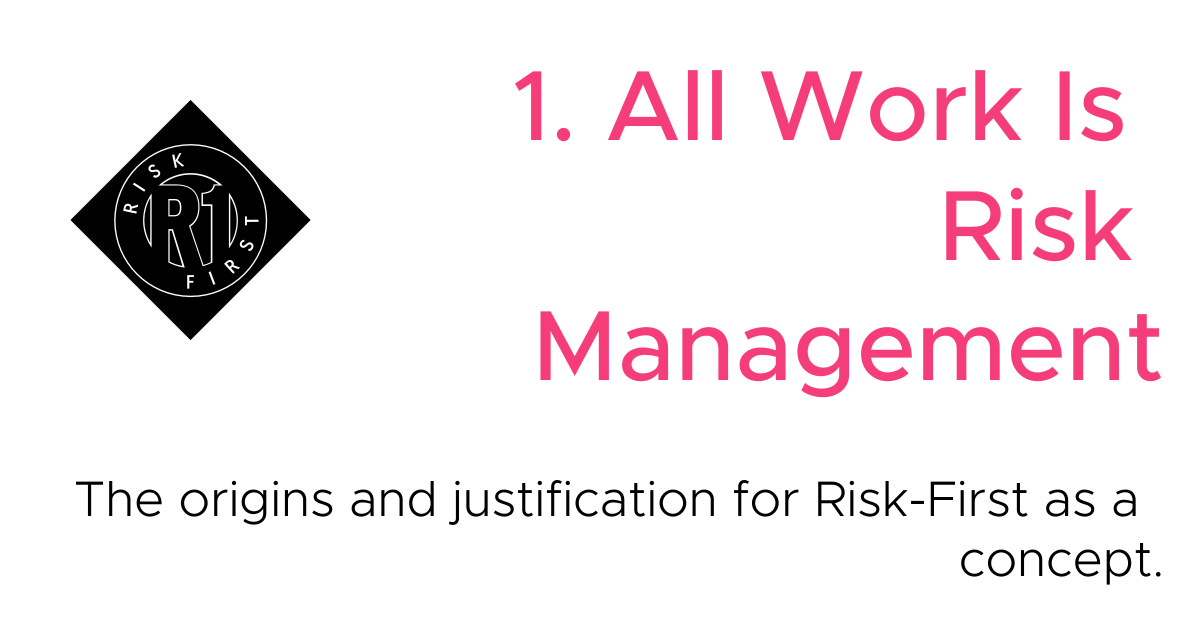 RISK
R1
FIRST
1. All Work Is
Risk
Management
The origins and justification for Risk-First as a
concept.